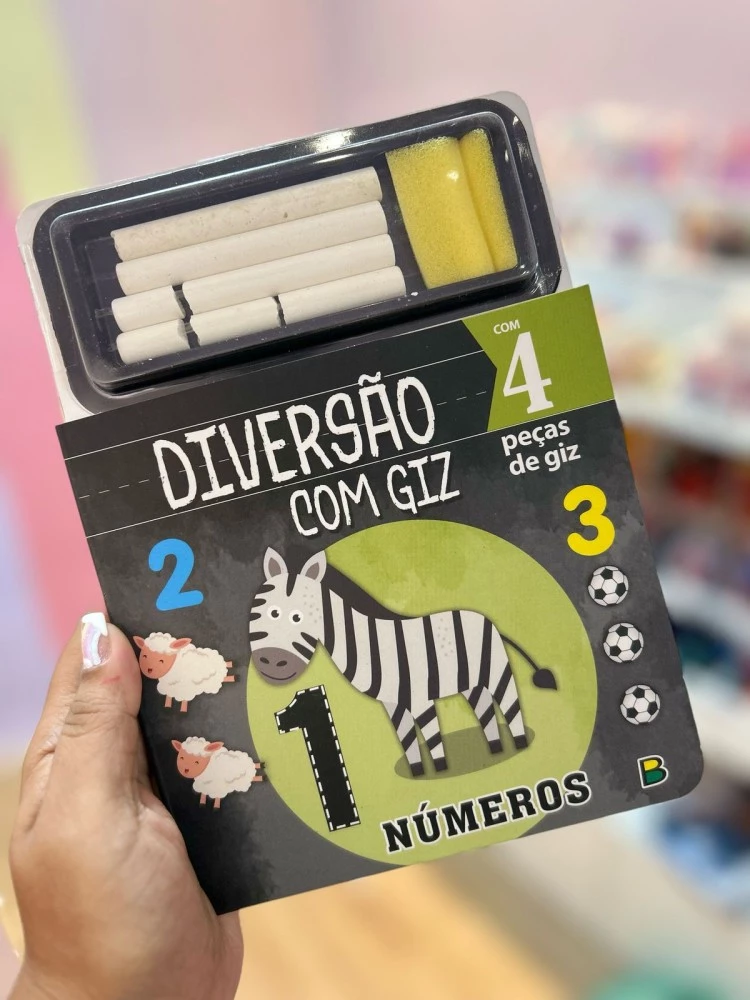 COM
4
peças
de giz
DIVERSÃO
COM GIZ
2
3
1
NÚMEROS
B